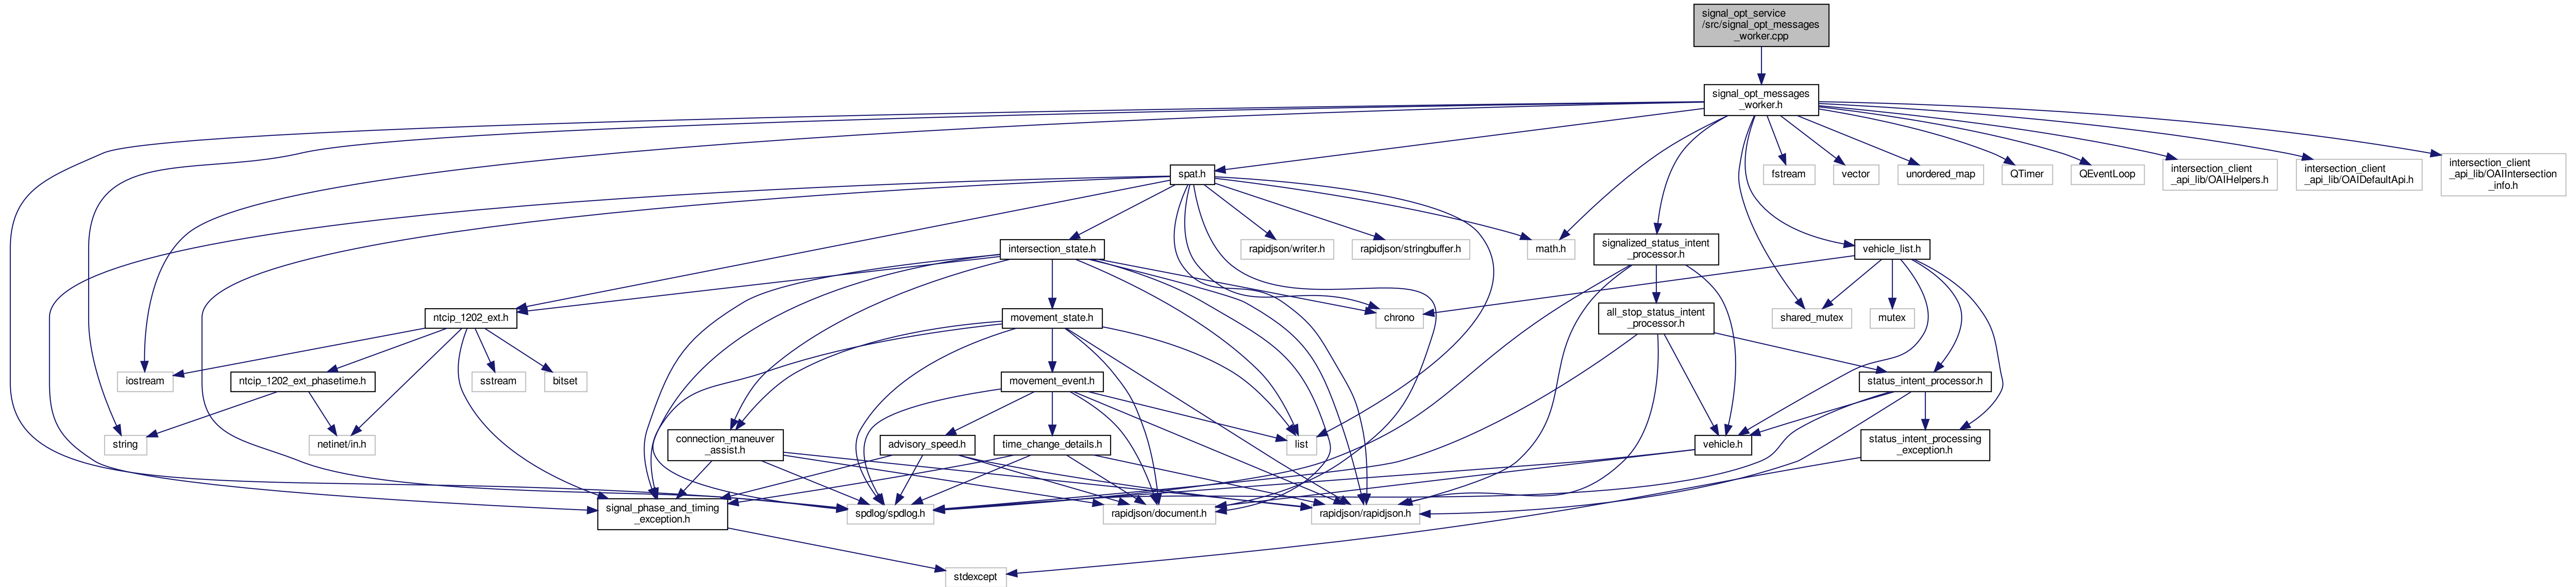 signal_opt_service
/src/signal_opt_messages
_worker.cpp
signal_opt_messages
_worker.h
spat.h
fstream
vector
unordered_map
QTimer
QEventLoop
intersection_client
_api_lib/OAIHelpers.h
intersection_client
_api_lib/OAIDefaultApi.h
intersection_client
_api_lib/OAIIntersection
_info.h
intersection_state.h
rapidjson/writer.h
rapidjson/stringbuffer.h
math.h
signalized_status_intent
_processor.h
vehicle_list.h
ntcip_1202_ext.h
movement_state.h
chrono
all_stop_status_intent
_processor.h
shared_mutex
mutex
iostream
ntcip_1202_ext_phasetime.h
sstream
bitset
movement_event.h
status_intent_processor.h
string
netinet/in.h
connection_maneuver
_assist.h
advisory_speed.h
time_change_details.h
list
vehicle.h
status_intent_processing
_exception.h
signal_phase_and_timing
_exception.h
spdlog/spdlog.h
rapidjson/document.h
rapidjson/rapidjson.h
stdexcept